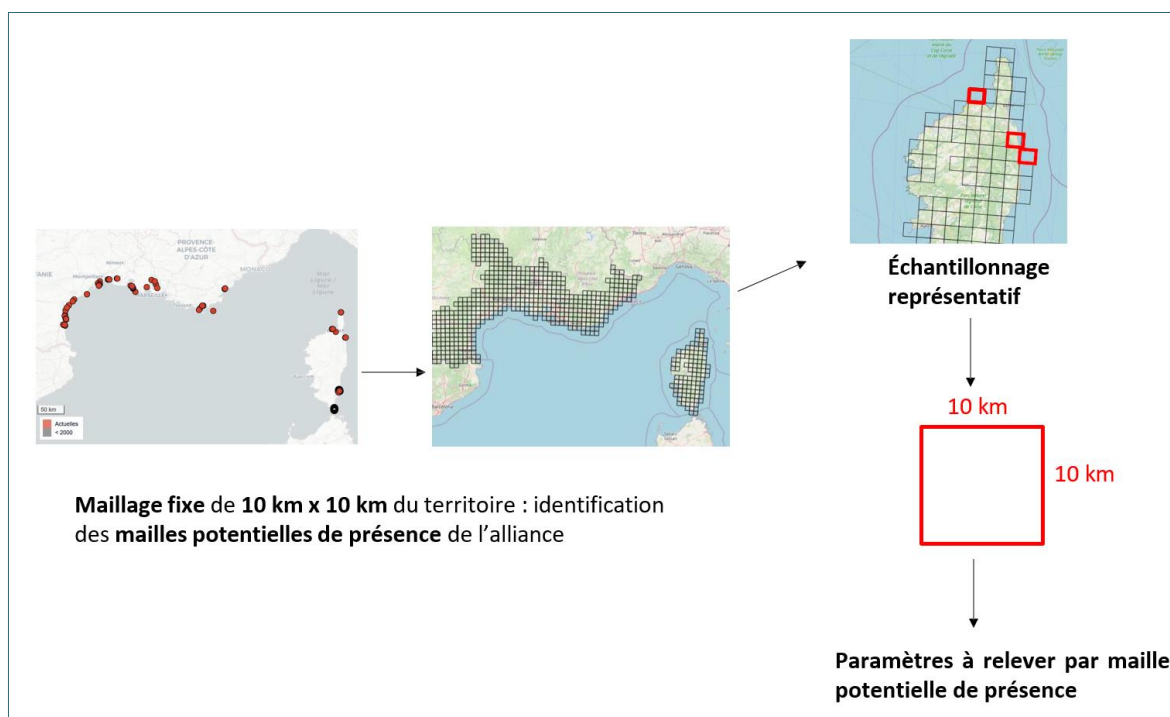 PROVENCE-
ALPES-CÔTE
D'AZUR
50 km
Actuelles
< 2000
Maillage fixe de 10 km x 10 km du territoire : identification
des mailles potentielles de présence de l'alliance
Échantillonnage
représentatif
10 km
10 km
Paramètres à relever par maille
potentielle de présence